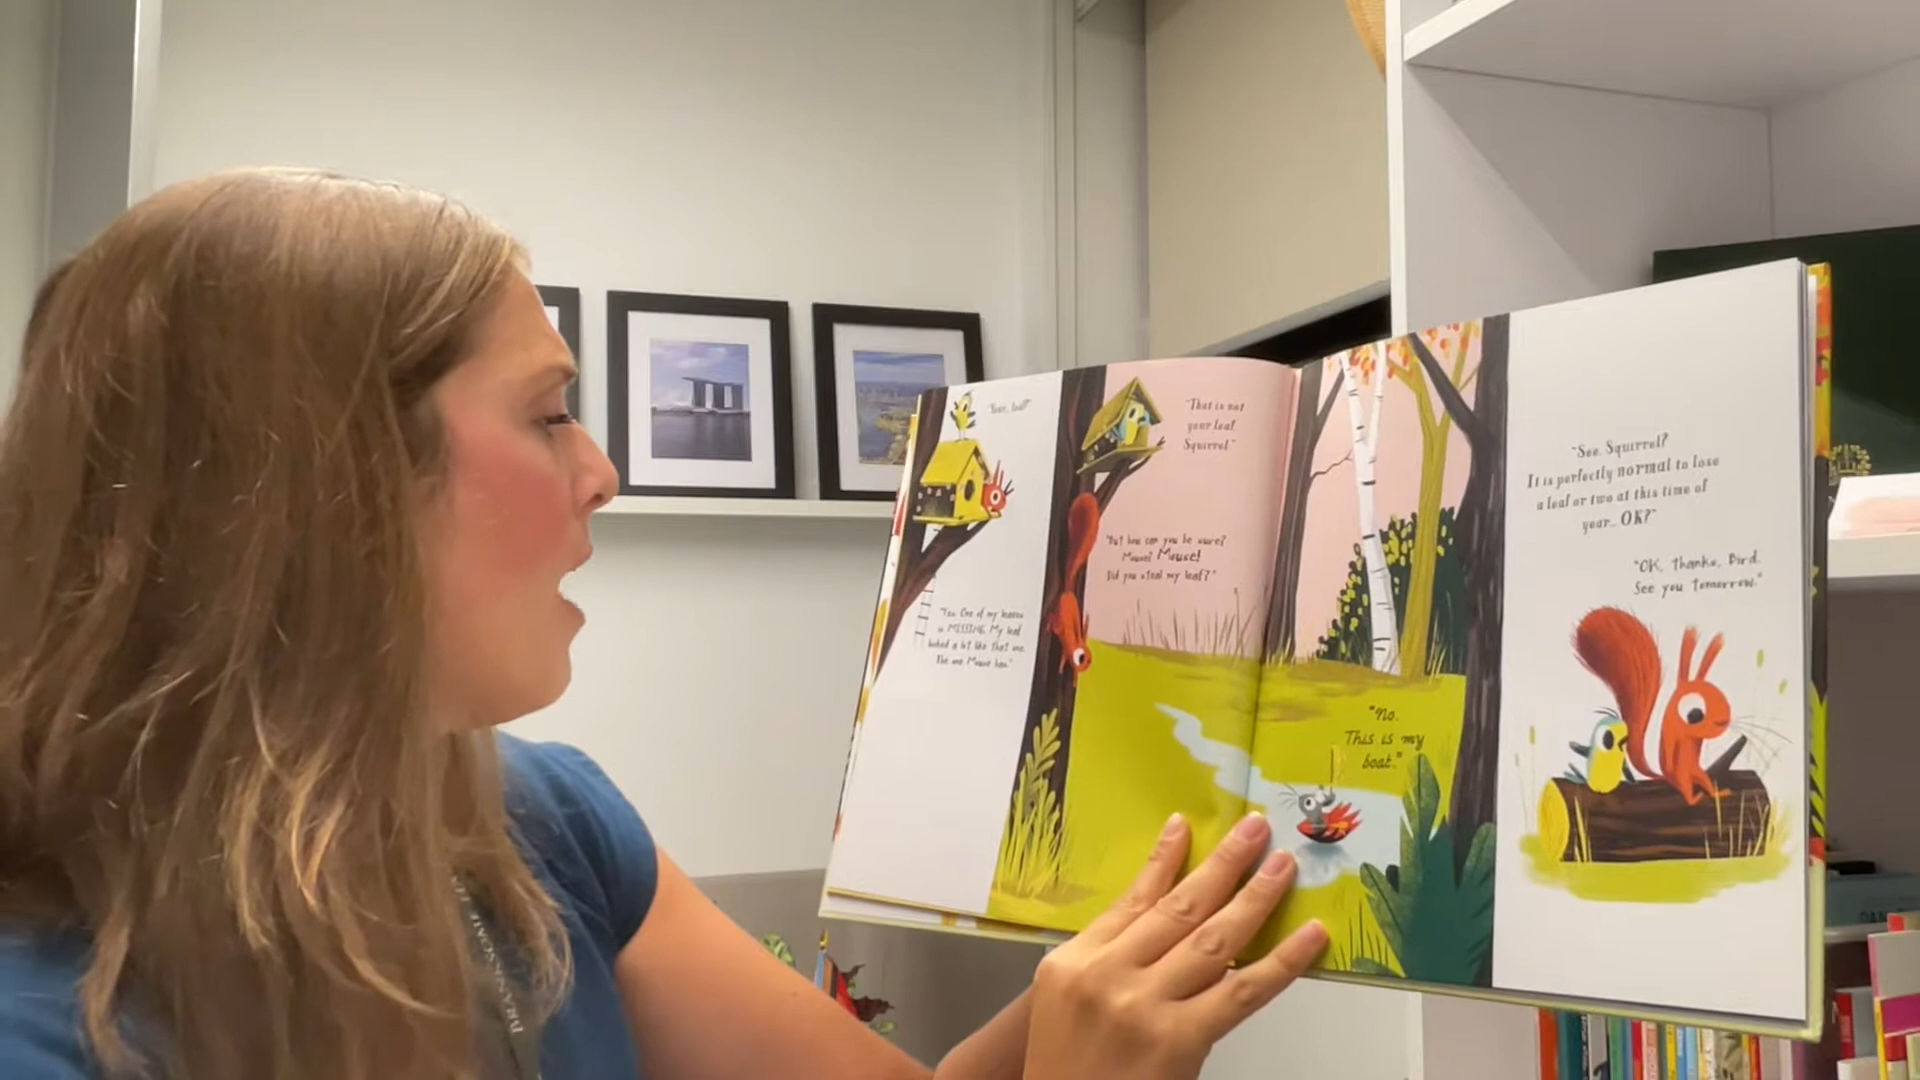 "Your leaf?"
"Yes. One of my leaves
is MISSING. My leaf
looked a lot like that one.
The one Mouse has."
"That is not
your leaf
Squirrel."
"But how can you be sure?
Mouse? Mouse!
Did you steal my leaf?"
"No.
This is my
boat."
"See, Squirrel?
It is perfectly normal to lose
a leaf or two at this time of
year... OK?"
"OK, thanks, Bird.
See you tomorrow."
BRANKSOME
DAN